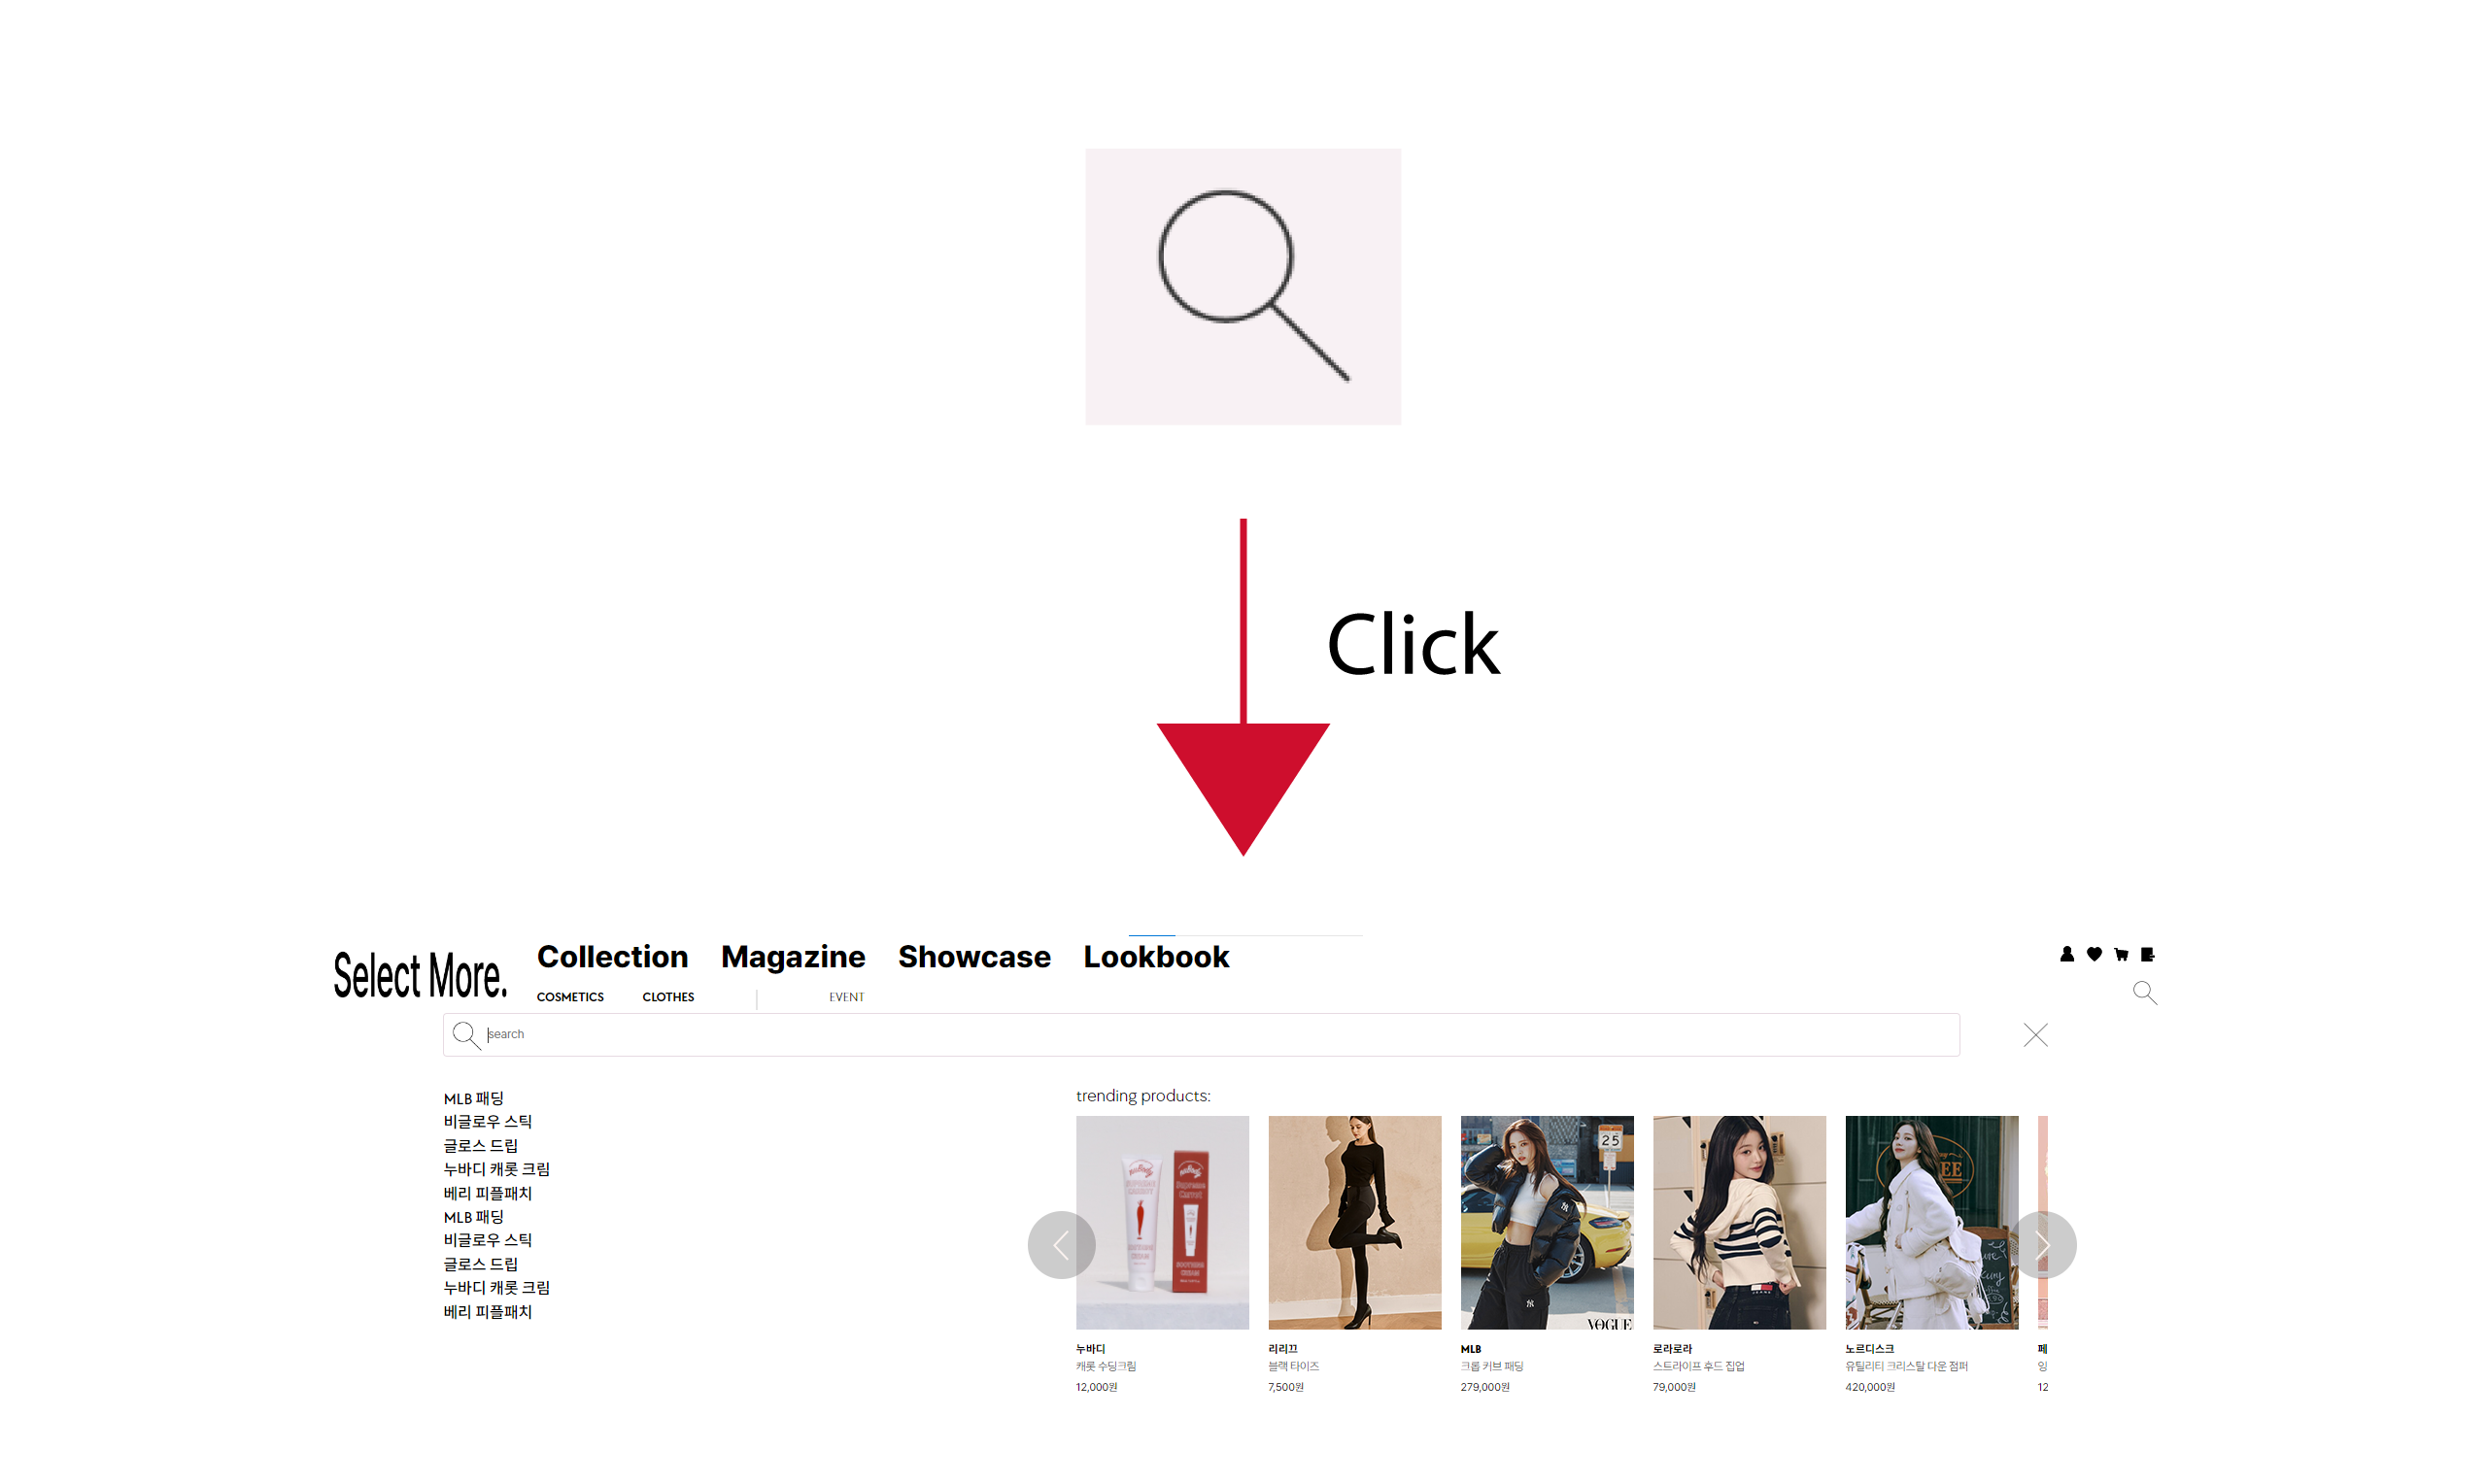 Click
Select More.
Collection Magazine Showcase Lookbook
COSMETICS CLOTHES EVENT
search
MLB 패딩
비글로우 스틱
글로스 드립
누바디 캐롯 크림
베리 피플패치
MLB 패딩
비글로우 스틱
글로스 드립
누바디 캐롯 크림
베리 피플패치
trending products:
nubody
Supreme
Carrot
SOOTHING
CREAM
25
VOGUE
누바디
캐롯 수딩크림
12,000원
리리끄
블랙 타이즈
7,500원
MLB
크롭 커브 패딩
279,000원
로라로라
스트라이프 후드 집업
79,000원
노르디스크
유틸리티 크리스탈 다운 점퍼
420,000원
페
잉
12